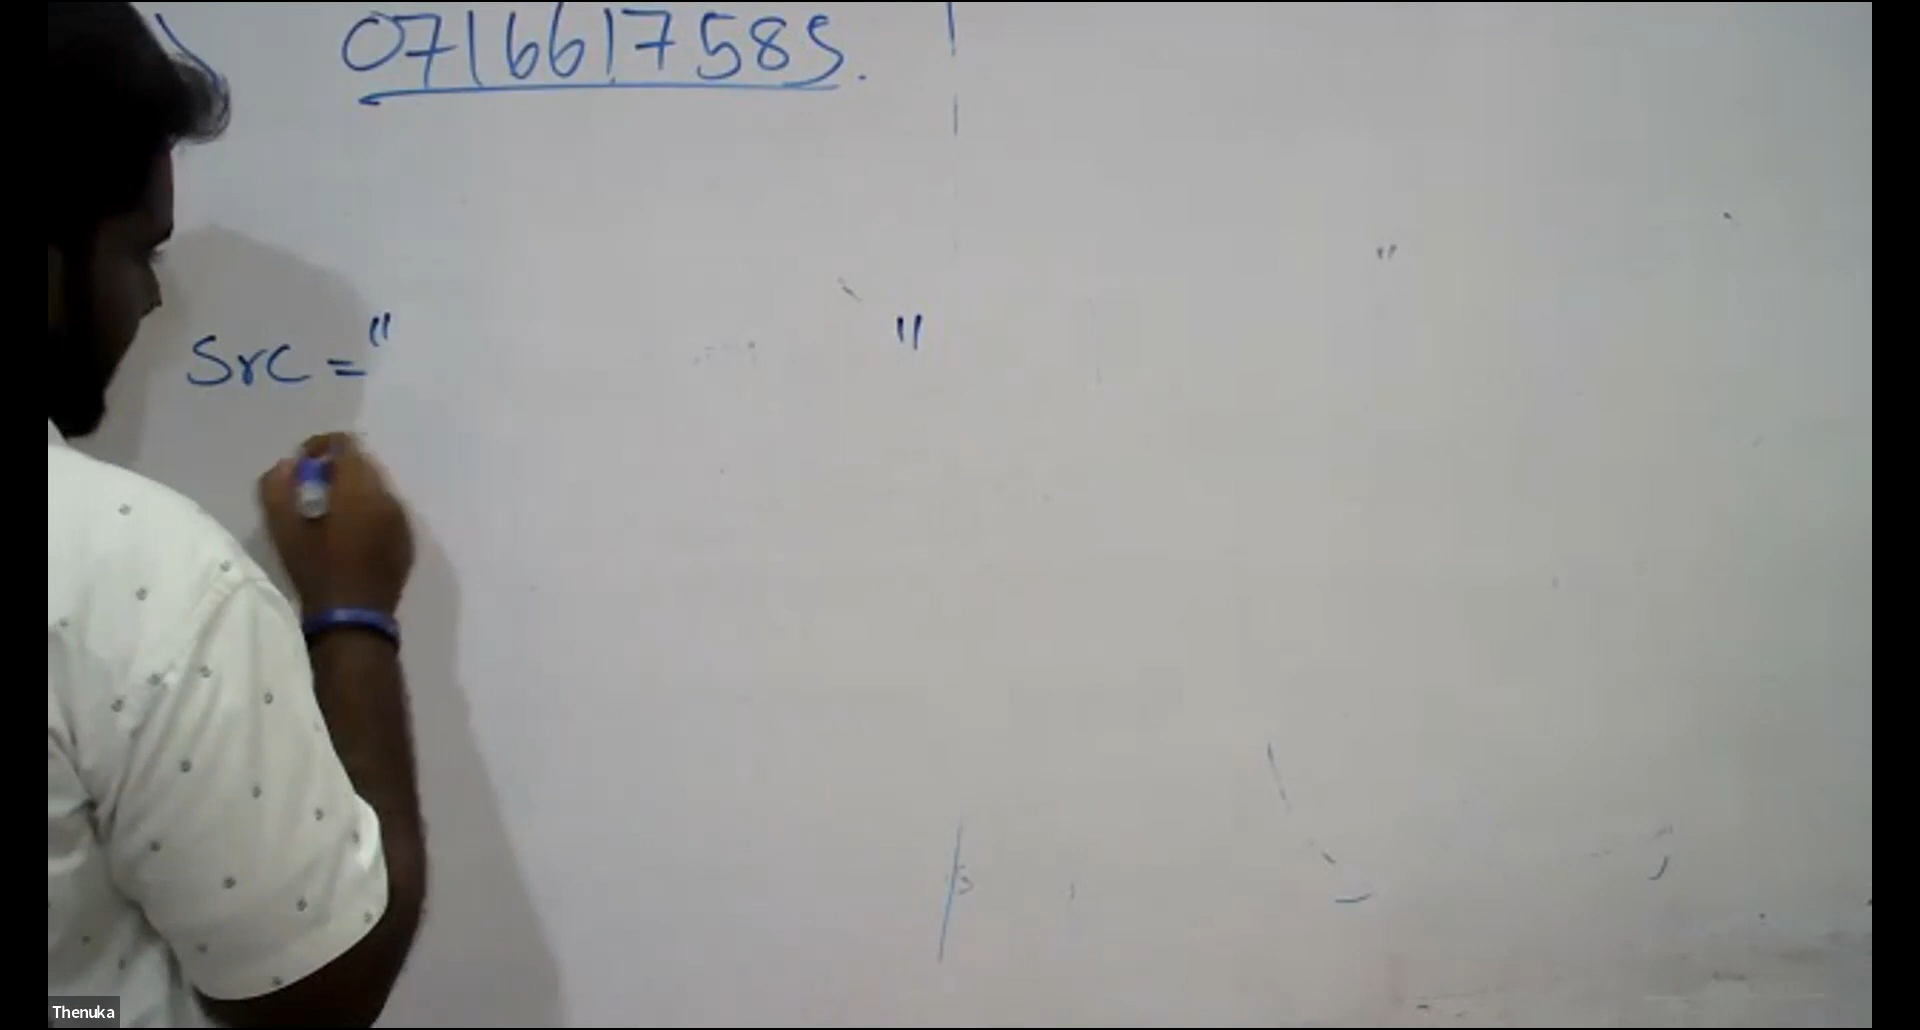 0716617585.
Src = "                "
Thenuka